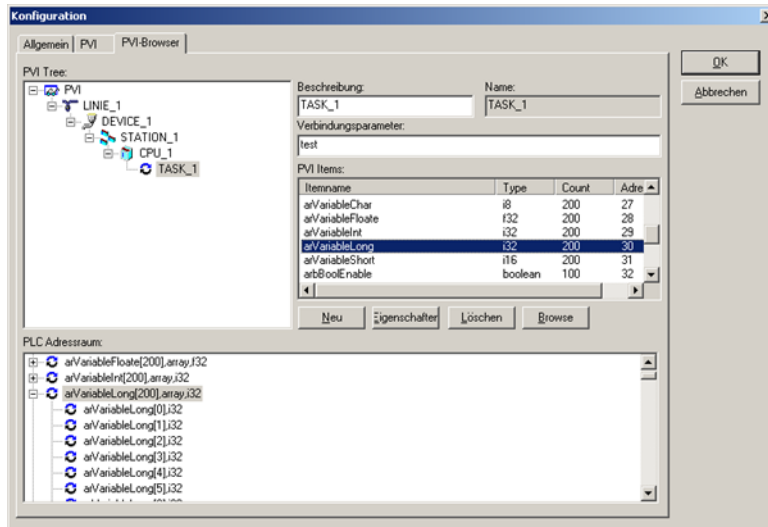 Konfiguration
Allgemein PVI PVI-Browser
OK
Abbrechen
PVI Tree:
PVI
LINIE_1
DEVICE_1
STATION_1
CPU_1
TASK_1
Beschreibung: Name:
TASK_1 TASK_1
Verbindungsparameter:
test
PVI Items:
Itemname Type Count Adre
arVariableChar i8 200 27
arVariableFloate f32 200 28
arVariableInt i32 200 29
arVariableLong i32 200 30
arVariableShort i16 200 31
arbBoolEnable boolean 100 32
Neu Eigenschafter Löschen Browse
PLC Adressraum:
arVariableFloate[200],array,f32
arVariableInt[200],array,i32
arVariableLong[200],array,i32
arVariableLong[0],i32
arVariableLong[1],i32
arVariableLong[2],i32
arVariableLong[3],i32
arVariableLong[4],i32
arVariableLong[5],i32